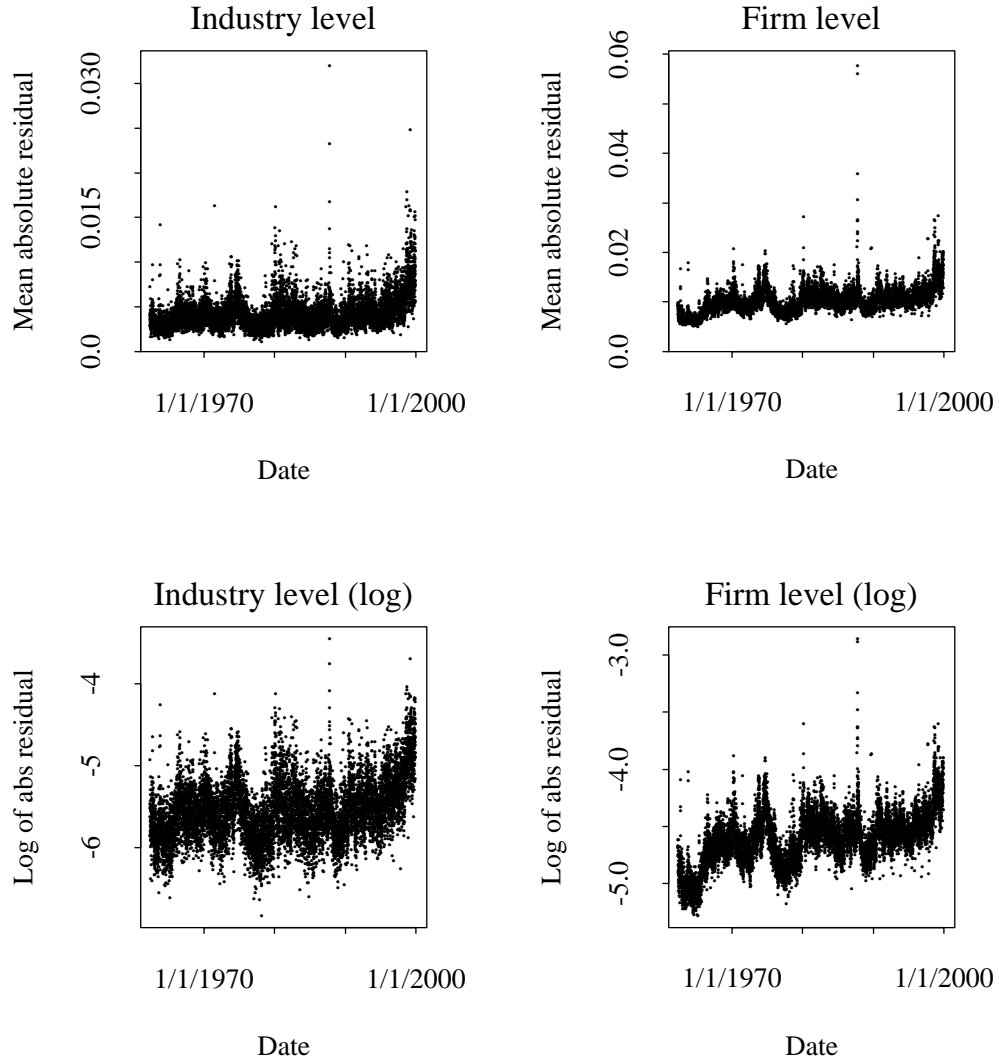 Industry level
Mean absolute residual
0.030
0.015
0.0
1/1/1970
1/1/2000
Date
Firm level
Mean absolute residual
0.06
0.04
0.02
0.0
1/1/1970
1/1/2000
Date
Industry level (log)
Log of abs residual
-4
-5
-6
1/1/1970
1/1/2000
Date
Firm level (log)
Log of abs residual
-3.0
-4.0
-5.0
1/1/1970
1/1/2000
Date